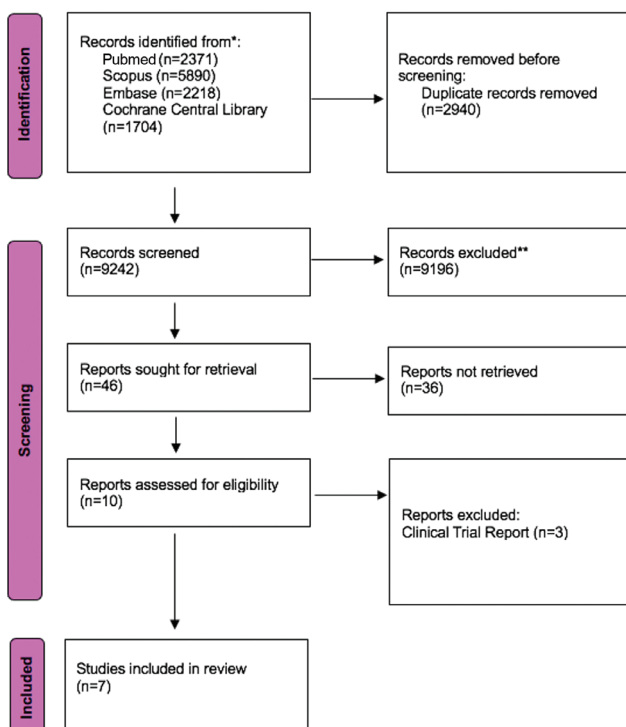 Identification
Records identified from*:
Pubmed (n=2371)
Scopus (n=5890)
Embase (n=2218)
Cochrane Central Library
(n=1704)
Records removed before
screening:
Duplicate records removed
(n=2940)
Screening
Records screened
(n=9242)
Records excluded**
(n=9196)
Reports sought for retrieval
(n=46)
Reports not retrieved
(n=36)
Reports assessed for eligibility
(n=10)
Reports excluded:
Clinical Trial Report (n=3)
Included
Studies included in review
(n=7)